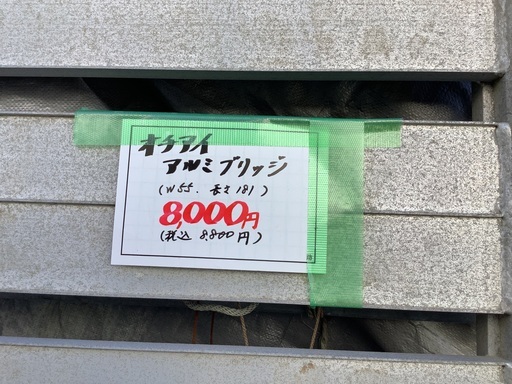 オチアイ
アルミブリッジ
(W55. 長さ181)
8,000円
(税込 8.800円)